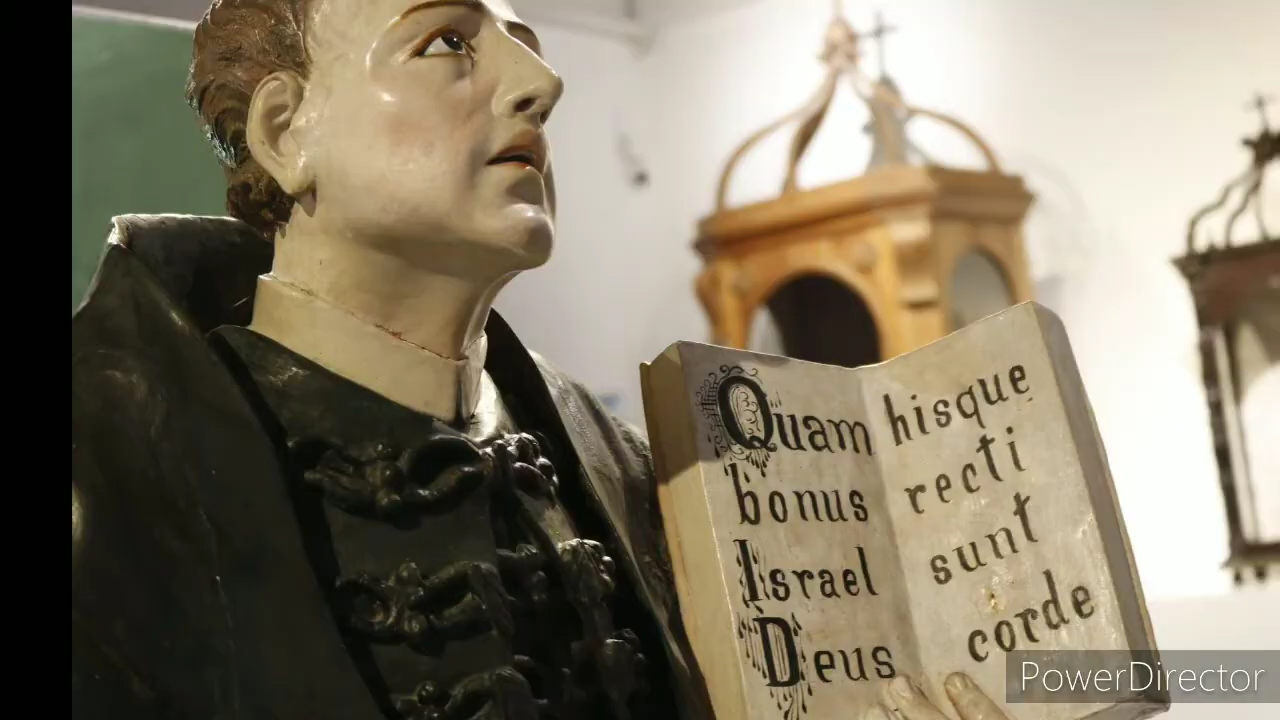 Quam
bonus
Israel
Deus
hisque
recti
sunt
corde
PowerDirector